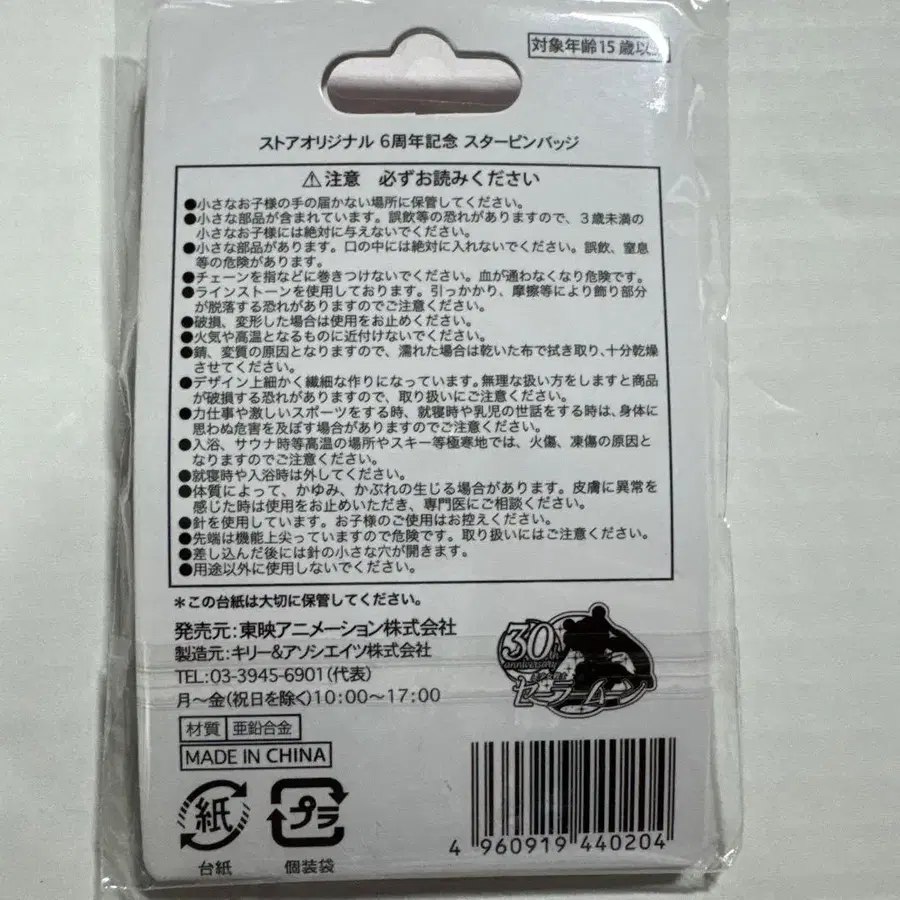 対象年齢15歳以
ストアオリジナル 6周年記念 スターピンバッジ
⚠注意 必ずお読みください
●小さなお子様の手の届かない場所に保管してください。
●小さな部品が含まれています。誤飲等の恐れがありますので、3歳未満の
小さなお子様には絶対に与えないでください。
●小さな部品があります。口の中には絶対に入れないでください。誤飲、窒息
等の危険があります。
●チェーンを指などに巻きつけないでください。血が通わなくなり危険です。
●ラインストーンを使用しております。引っかかり、摩擦等により飾り部分
が脱落する恐れがありますのでご注意ください。
●破損、変形した場合は使用をお止めください。
●火気や高温となるものに近付けないでください。
●錆、変質の原因となりますので、濡れた場合は乾いた布で拭き取り、十分乾燥
させてください。
●デザイン上細かく繊細な作りになっています。無理な扱い方をしますと商品
が破損する恐れがありますので、取り扱いにご注意ください。
●力仕事や激しいスポーツをする時、就寝時や乳児の世話をする時は、身体に
思わぬ危害を及ぼす場合がありますのでご注意ください。
●入浴、サウナ時等高温の場所やスキー等極寒地では、火傷、凍傷の原因と
なりますのでご注意ください。
●就寝時や入浴時は外してください。
●体質によって、かゆみ、かぶれの生じる場合があります。皮膚に異常を
感じた時は使用をお止めいただき、専門医にご相談ください。
●針を使用しています。お子様のご使用はお控えください。
●先端は機能上尖っていますので危険です。取り扱いにはご注意ください。
●差し込んだ後には針の小さな穴が開きます。
●用途以外に使用しないでください。
*この台紙は大切に保管してください。
発売元:東映アニメーション株式会社
製造元:キリー&アソシエイツ株式会社
TEL:03-3945-6901(代表)
月〜金(祝日を除く)10:00〜17:00
30th
anniversary
セーラームーン
材質 亜鉛合金
MADE IN CHINA
紙
プラ
台紙
個装袋
4 960919 440204